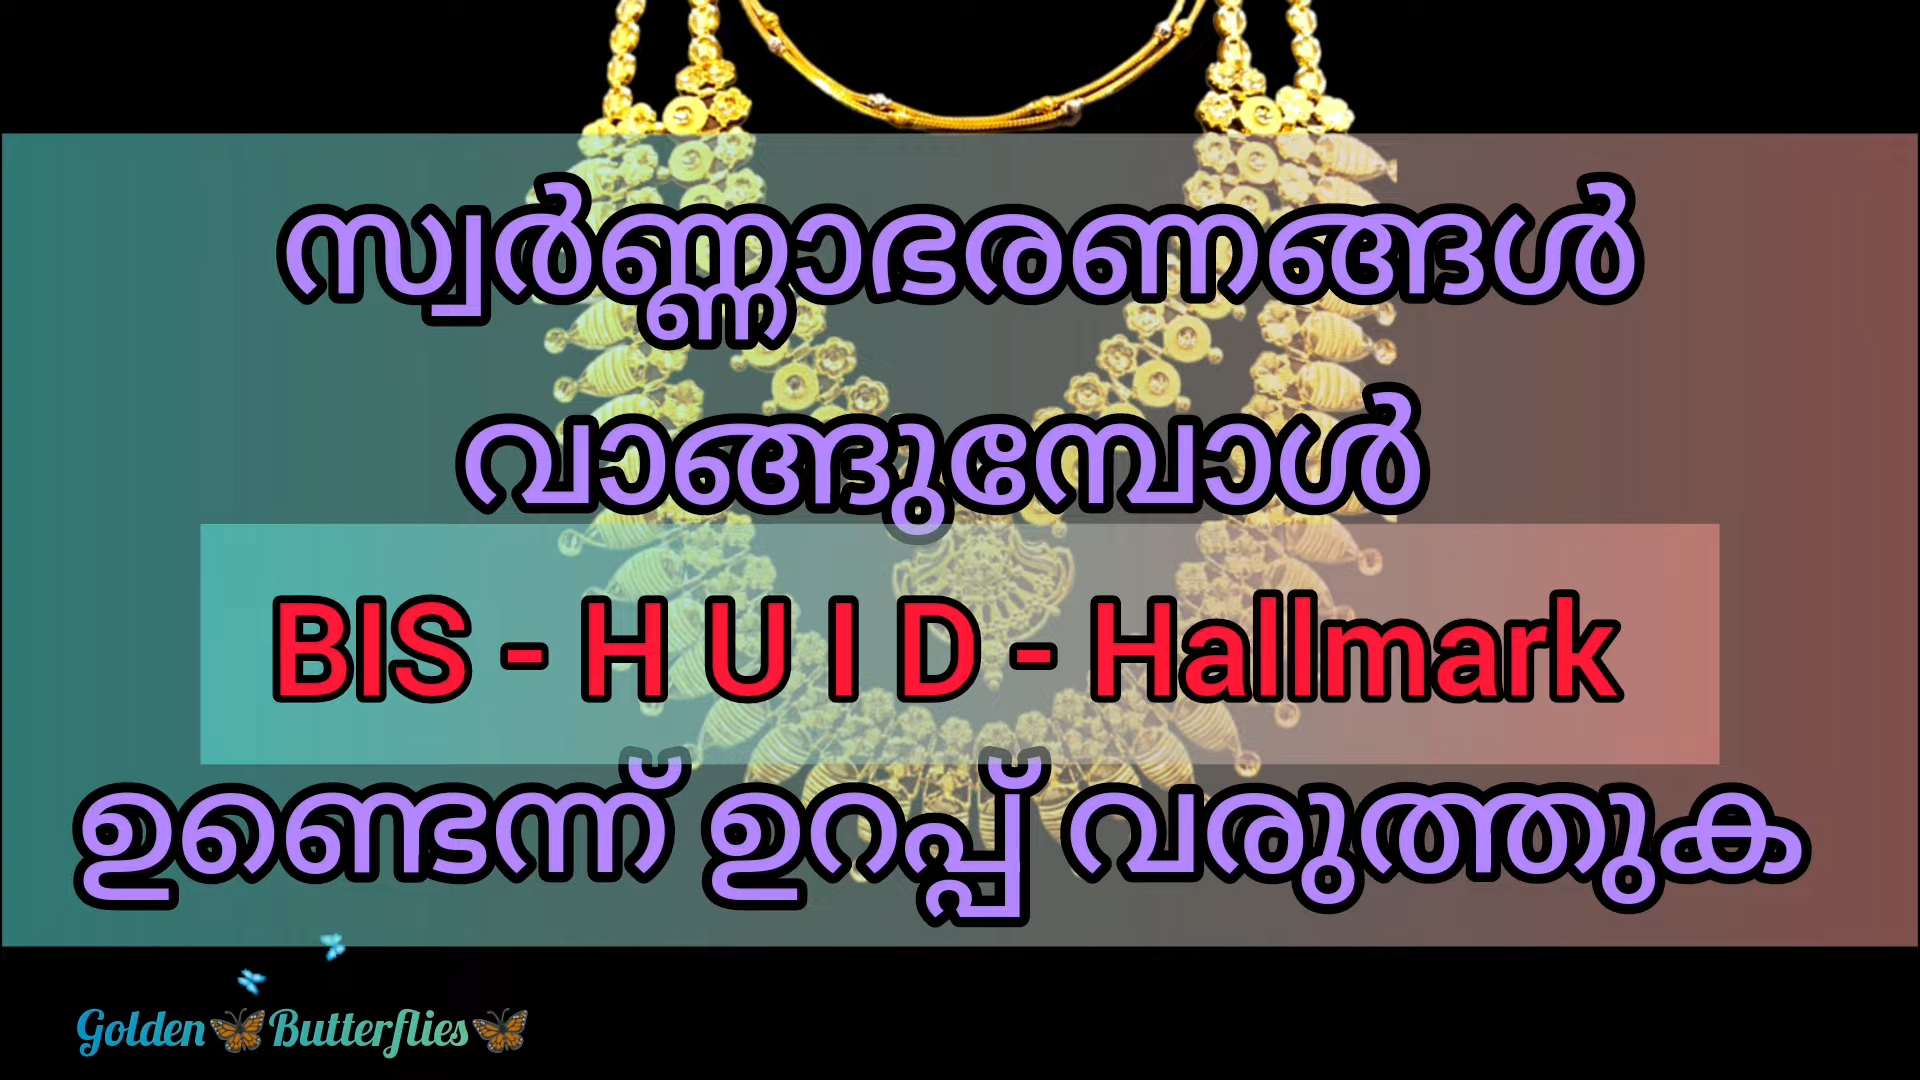 സ്വർണ്ണാഭരണങ്ങൾ
വാങ്ങുമ്പോൾ
BIS - H U I D - Hallmark
ഉണ്ടെന്ന് ഉറപ്പ് വരുത്തുക
Golden🦋Butterflies🦋